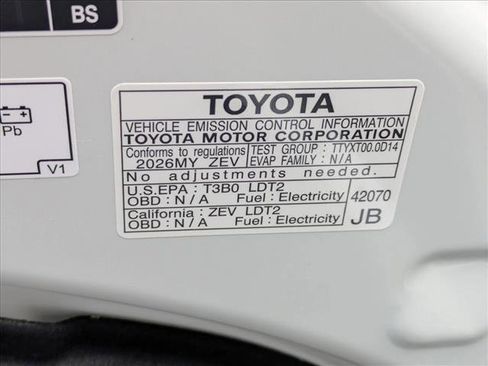 BS
Pb
V1
TOYOTA
VEHICLE EMISSION CONTROL INFORMATION
TOYOTA MOTOR CORPORATION
Conforms to regulations
2026MY ZEV
TEST GROUP : TTYXT00.0D14
EVAP FAMILY : N/A
No adjustments needed.
U.S.EPA : T3B0 LDT2
OBD : N/A Fuel : Electricity
California : ZEV LDT2
OBD : N/A Fuel : Electricity
42070
JB